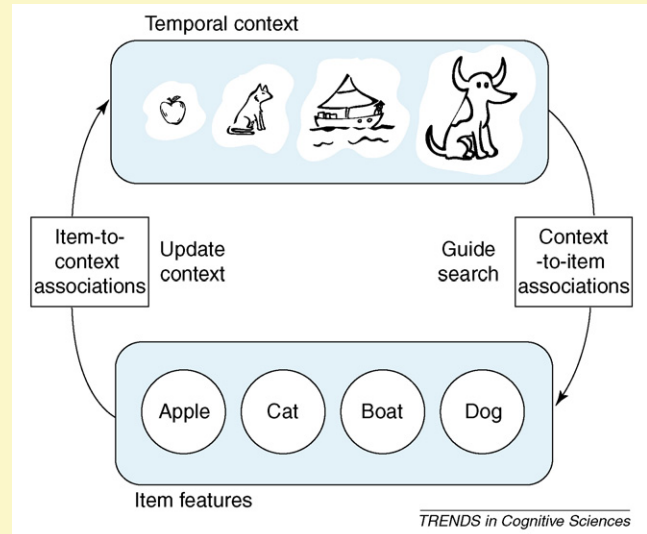 Temporal context
Item-to-
context
associations
Update
context
Guide
search
Context
-to-item
associations
Apple
Cat
Boat
Dog
Item features
TRENDS in Cognitive Sciences